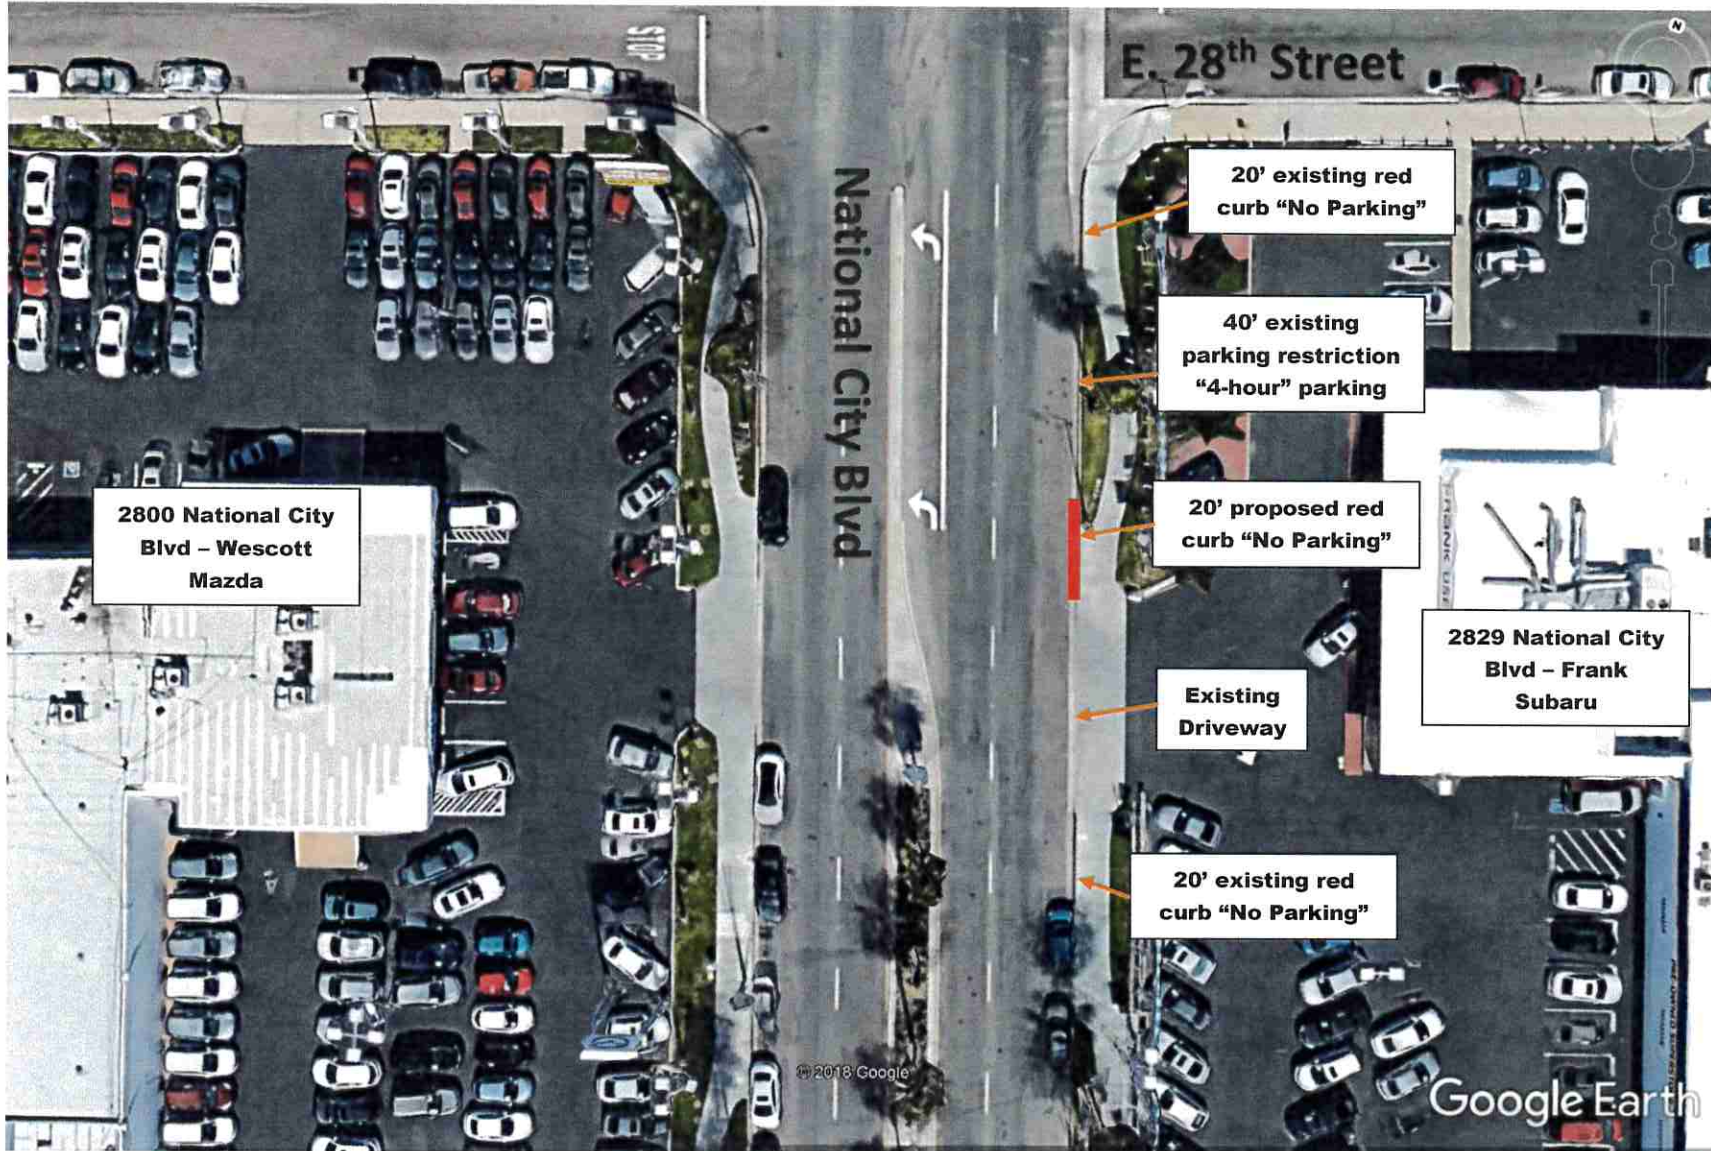 STOP
E. 28th Street
N
National City Blvd
20’ existing red
curb “No Parking”
40’ existing
parking restriction
“4-hour” parking
20’ proposed red
curb “No Parking”
2800 National City
Blvd – Wescott
Mazda
FRANK
2829 National City
Blvd – Frank
Subaru
Existing
Driveway
20’ existing red
curb “No Parking”
© 2018 Google
Google Earth